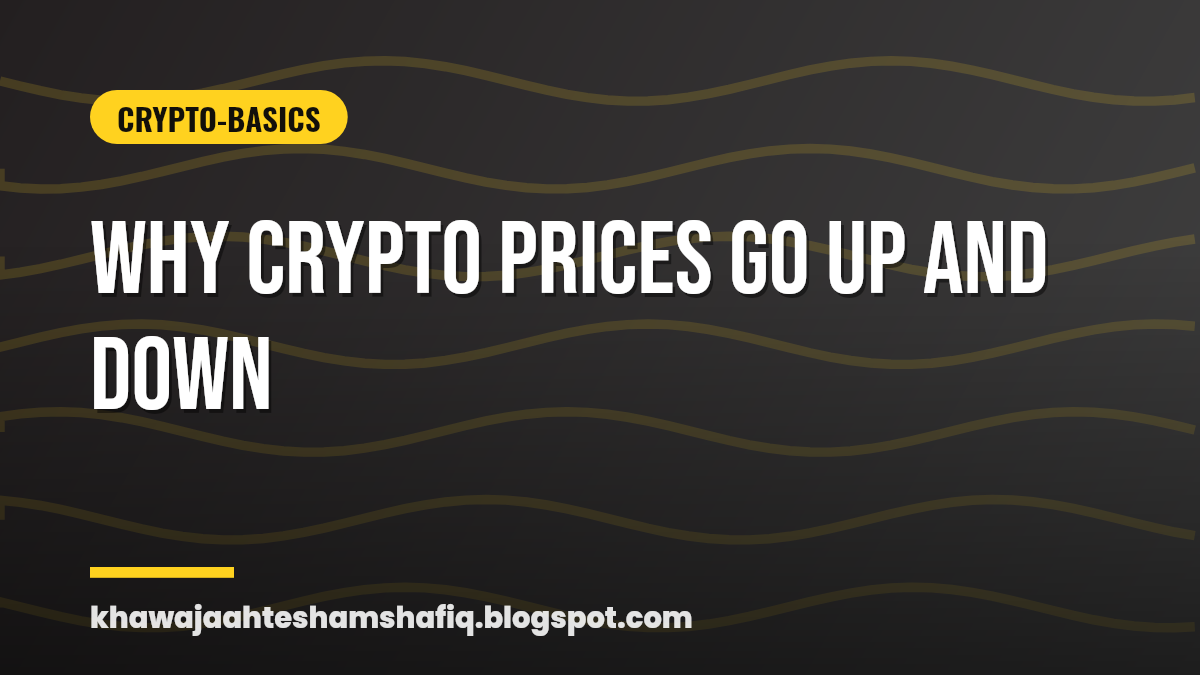 CRYPTO-BASICS
WHY CRYPTO PRICES GO UP AND
DOWN
khawajaahteshamshafiq.blogspot.com